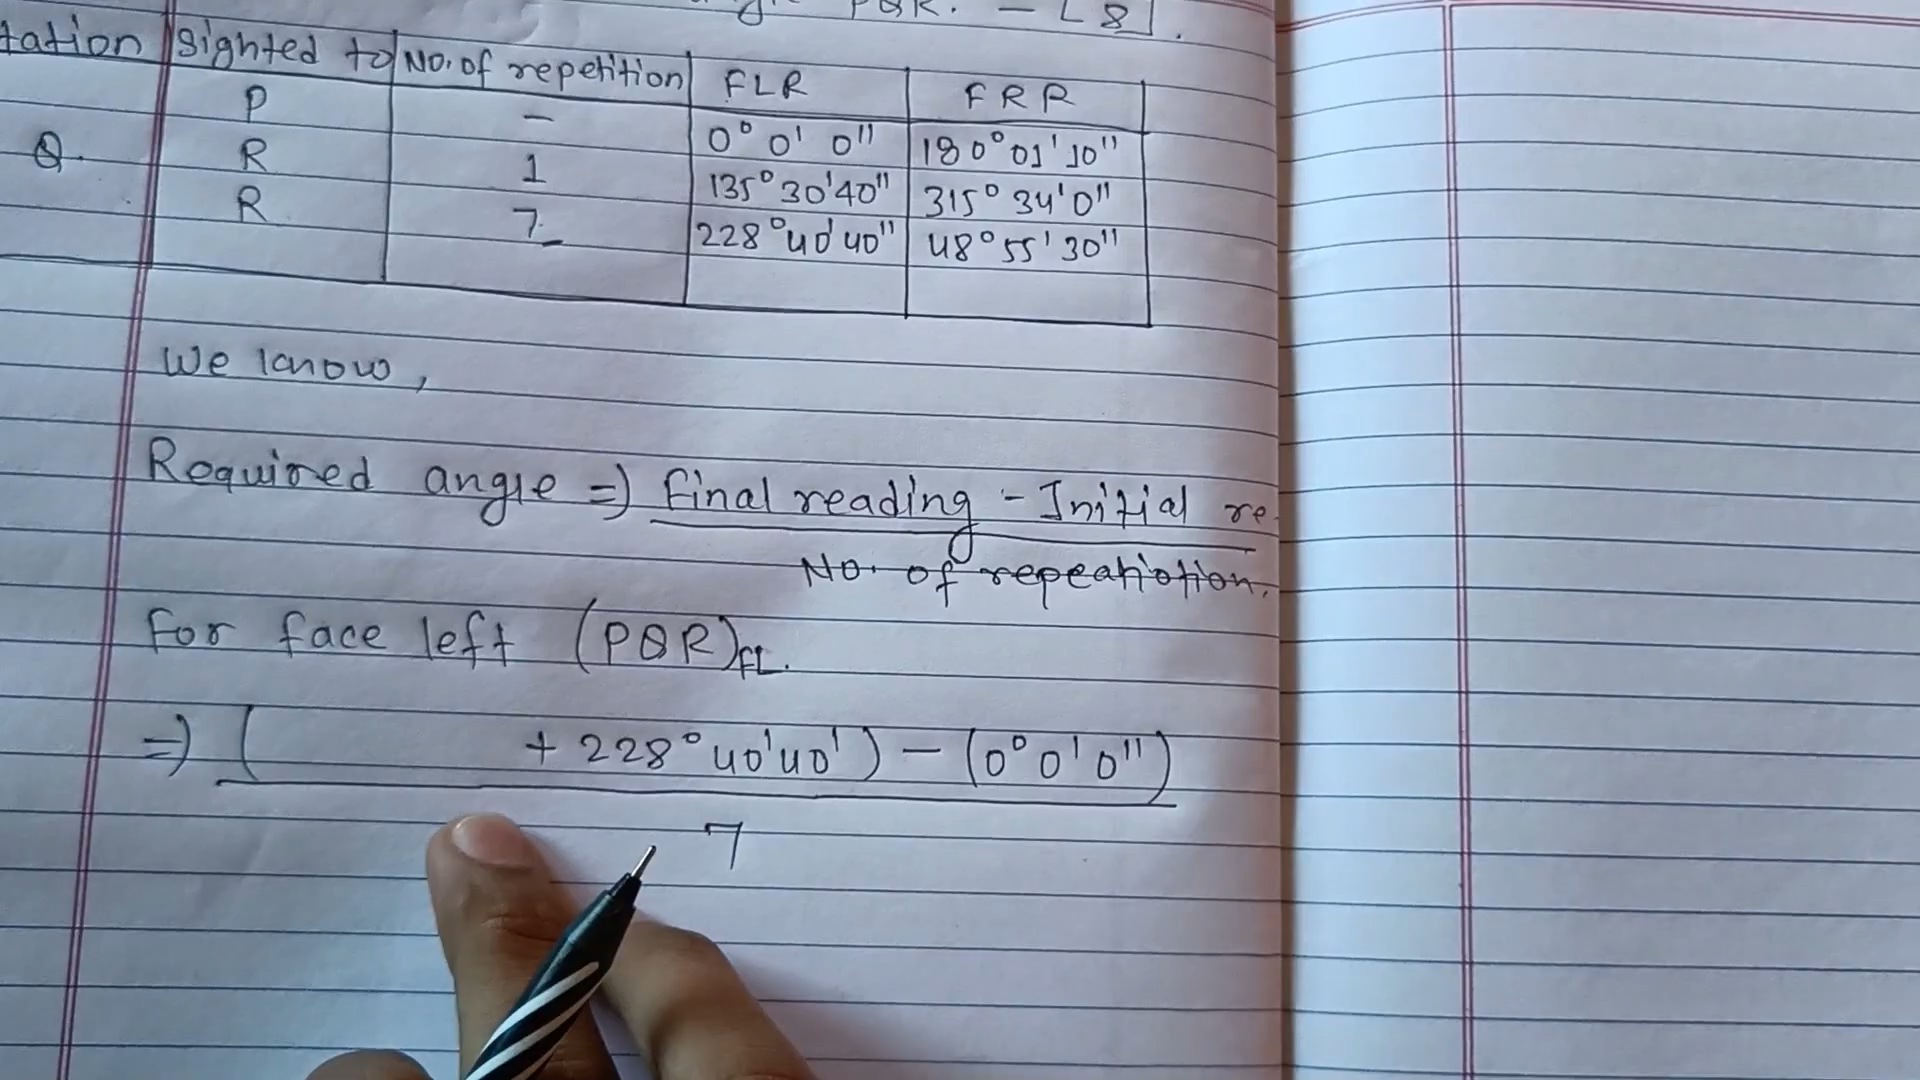 PQR. - [8].
tation sighted to No. of repetition FLR FRR
P - 0° 0' 0" 180° 01' 10"
Q. R 1 135° 30' 40" 315° 34' 0"
R 7 228° 40' 40" 48° 55' 30"
We know,
Required angle => final reading - Initial re
No. of repeatiotion.
for face left (PQR)FL.
=> ( + 228° 40' 40') - (0° 0' 0")
7